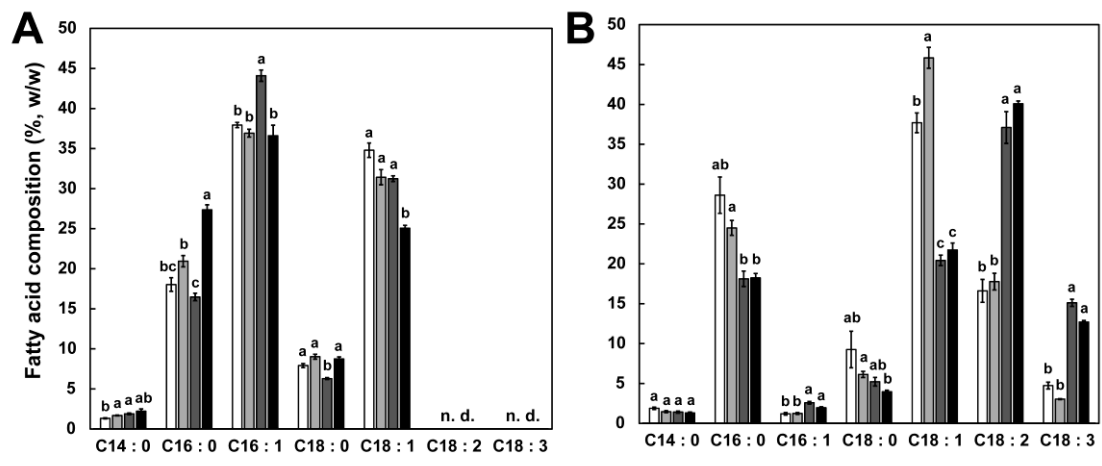 A
Fatty acid composition (%, w/w)
50
45
40
35
30
25
20
15
10
5
0
b a a ab
bc b c a
b b a b
a a b a
a a a b
n. d.
n. d.
C14 : 0 C16 : 0 C16 : 1 C18 : 0 C18 : 1 C18 : 2 C18 : 3
B
50
45
40
35
30
25
20
15
10
5
0
a a a a
ab a b b
b b a a
ab a ab b
b a c c
b b a a
b b a a
C14 : 0 C16 : 0 C16 : 1 C18 : 0 C18 : 1 C18 : 2 C18 : 3